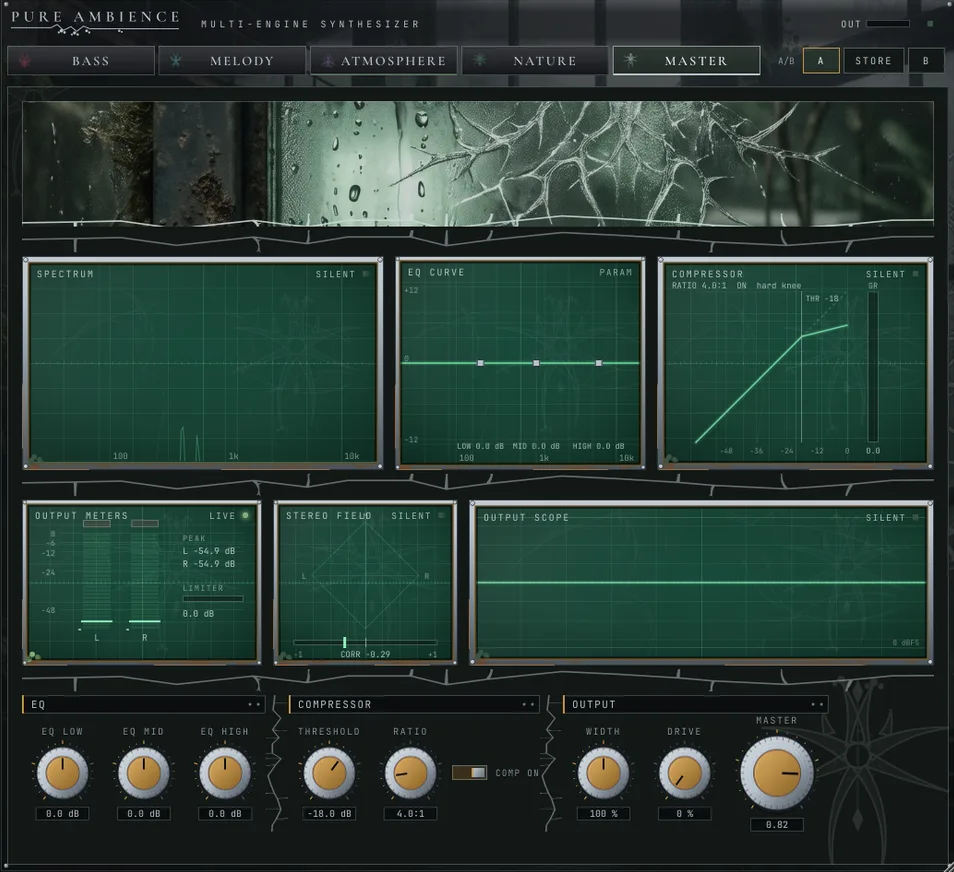 PURE AMBIENCE
MULTI-ENGINE SYNTHESIZER
OUT
BASS
MELODY
ATMOSPHERE
NATURE
MASTER
A/B
A
STORE
B
SPECTRUM
SILENT
100
1k
10k
EQ CURVE
PARAM
+12
0
-12
LOW 0.0 dB MID 0.0 dB HIGH 0.0 dB
100
1k
10k
COMPRESSOR
SILENT
RATIO 4.0:1 ON hard knee
GR
THR -18
-48
-36
-24
-12
0
0.0
OUTPUT METERS
LIVE
0
-6
-12
-24
-48
L
R
PEAK
L -54.9 dB
R -54.9 dB
LIMITER
0.0 dB
STEREO FIELD
SILENT
L
R
-1
CORR -0.29
+1
OUTPUT SCOPE
SILENT
0 dBFS
EQ
EQ LOW
EQ MID
EQ HIGH
0.0 dB
0.0 dB
0.0 dB
COMPRESSOR
THRESHOLD
RATIO
-18.0 dB
4.0:1
COMP ON
OUTPUT
WIDTH
DRIVE
MASTER
100 %
0 %
0.82